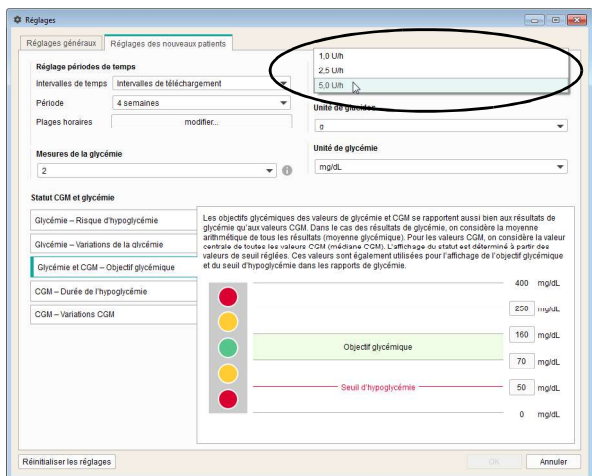 Réglages
Réglages généraux
Réglages des nouveaux patients
Réglage périodes de temps
Intervalles de temps
Intervalles de téléchargement
Période
4 semaines
Plages horaires
modifier...
1,0 U/h
2,5 U/h
5,0 U/h
Unité de glucides
g
Mesures de la glycémie
2
Unité de glycémie
mg/dL
Statut CGM et glycémie
Glycémie – Risque d'hypoglycémie
Glycémie – Variations de la glycémie
Glycémie et CGM – Objectif glycémique
CGM – Durée de l'hypoglycémie
CGM – Variations CGM
Les objectifs glycémiques des valeurs de glycémie et CGM se rapportent aussi bien aux résultats de
glycémie qu'aux valeurs CGM. Dans le cas des résultats de glycémie, on considère la moyenne
arithmétique de tous les résultats (moyenne glycémique). Pour les valeurs CGM, on considère la valeur
centrale de toutes les valeurs CGM (médiane CGM). L'affichage du statut est déterminé à partir des
valeurs de seuil réglées. Ces valeurs sont également utilisées pour l'affichage de l'objectif glycémique
et du seuil d'hypoglycémie dans les rapports de glycémie.
400 mg/dL
250 mg/dL
160 mg/dL
Objectif glycémique
70 mg/dL
Seuil d'hypoglycémie
50 mg/dL
0 mg/dL
Réinitialiser les réglages
OK
Annuler